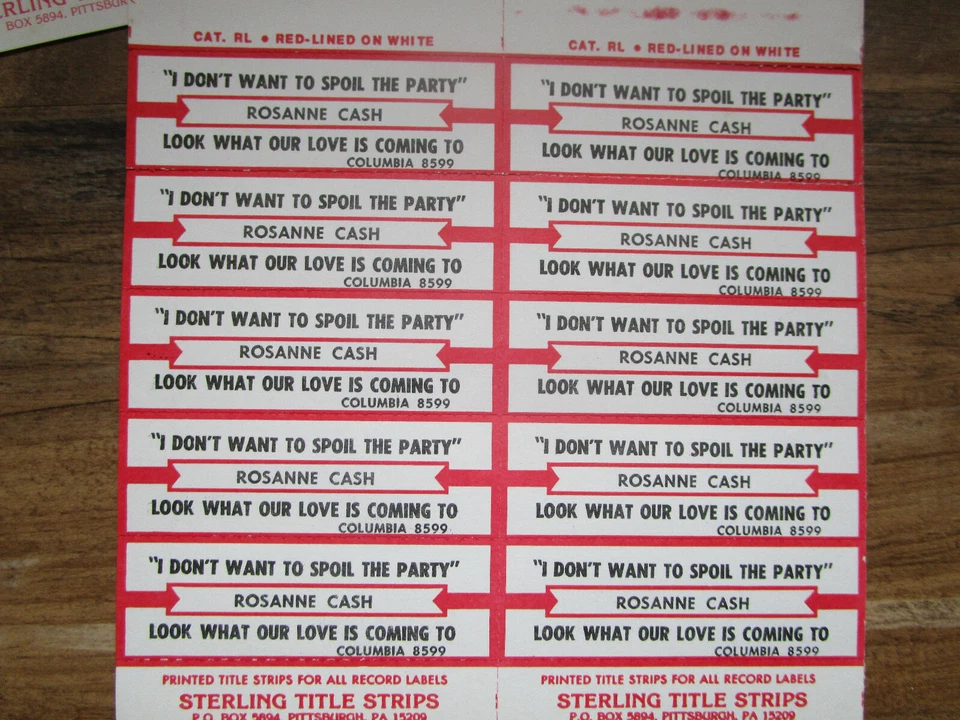 BOX 5894, PITTSBUR
CAT. RL • RED-LINED ON WHITE
CAT. RL • RED-LINED ON WHITE
"I DON'T WANT TO SPOIL THE PARTY"
ROSANNE CASH
LOOK WHAT OUR LOVE IS COMING TO
COLUMBIA 8599
"I DON'T WANT TO SPOIL THE PARTY"
ROSANNE CASH
LOOK WHAT OUR LOVE IS COMING TO
COLUMBIA 8599
"I DON'T WANT TO SPOIL THE PARTY"
ROSANNE CASH
LOOK WHAT OUR LOVE IS COMING TO
COLUMBIA 8599
"I DON'T WANT TO SPOIL THE PARTY"
ROSANNE CASH
LOOK WHAT OUR LOVE IS COMING TO
COLUMBIA 8599
"I DON'T WANT TO SPOIL THE PARTY"
ROSANNE CASH
LOOK WHAT OUR LOVE IS COMING TO
COLUMBIA 8599
"I DON'T WANT TO SPOIL THE PARTY"
ROSANNE CASH
LOOK WHAT OUR LOVE IS COMING TO
COLUMBIA 8599
"I DON'T WANT TO SPOIL THE PARTY"
ROSANNE CASH
LOOK WHAT OUR LOVE IS COMING TO
COLUMBIA 8599
"I DON'T WANT TO SPOIL THE PARTY"
ROSANNE CASH
LOOK WHAT OUR LOVE IS COMING TO
COLUMBIA 8599
"I DON'T WANT TO SPOIL THE PARTY"
ROSANNE CASH
LOOK WHAT OUR LOVE IS COMING TO
COLUMBIA 8599
"I DON'T WANT TO SPOIL THE PARTY"
ROSANNE CASH
LOOK WHAT OUR LOVE IS COMING TO
COLUMBIA 8599
PRINTED TITLE STRIPS FOR ALL RECORD LABELS
STERLING TITLE STRIPS
P.O. BOX 5894, PITTSBURGH, PA 15209
PRINTED TITLE STRIPS FOR ALL RECORD LABELS
STERLING TITLE STRIPS
P.O. BOX 5894, PITTSBURGH, PA 15209